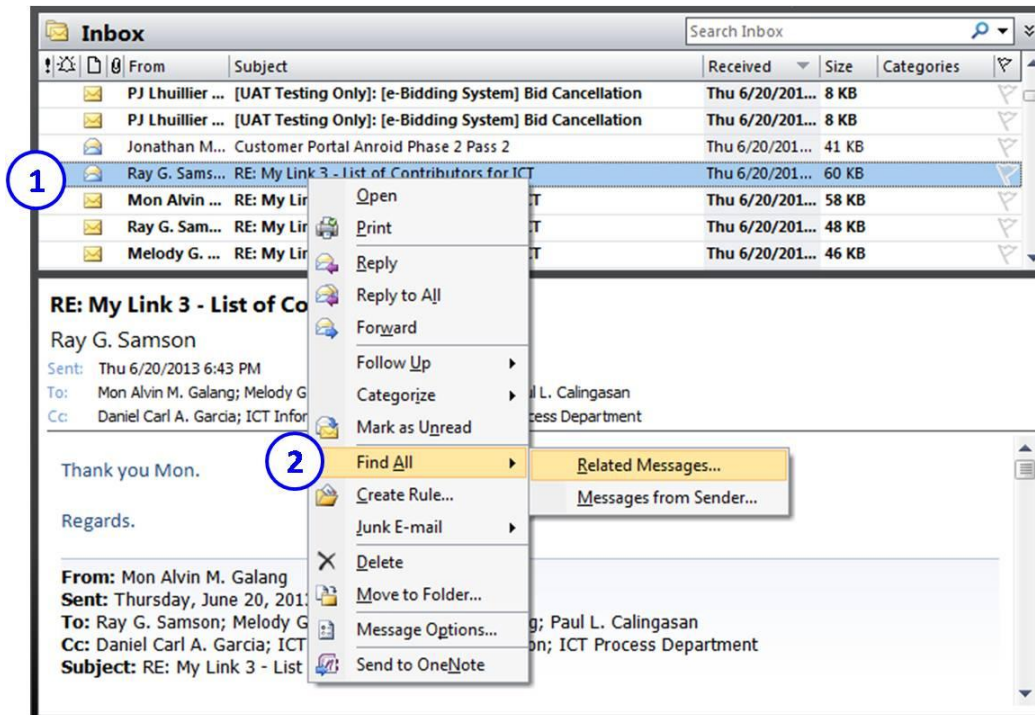 Inbox
Search Inbox
From Subject Received Size Categories
PJ Lhuillier ... [UAT Testing Only]: [e-Bidding System] Bid Cancellation Thu 6/20/201... 8 KB
PJ Lhuillier ... [UAT Testing Only]: [e-Bidding System] Bid Cancellation Thu 6/20/201... 8 KB
Jonathan M... Customer Portal Anroid Phase 2 Pass 2 Thu 6/20/201... 41 KB
1
Ray G. Sams... RE: My Link 3 - List of Contributors for ICT Thu 6/20/201... 60 KB
Mon Alvin ... RE: My Lin T Thu 6/20/201... 58 KB
Ray G. Sam... RE: My Lin T Thu 6/20/201... 48 KB
Melody G. ... RE: My Lin T Thu 6/20/201... 46 KB
Open
Print
Reply
Reply to All
Forward
Follow Up
Categorize
Mark as Unread
2
Find All
Create Rule...
Junk E-mail
Delete
Move to Folder...
Message Options...
Send to OneNote
Related Messages...
Messages from Sender...
RE: My Link 3 - List of Co
Ray G. Samson
Sent: Thu 6/20/2013 6:43 PM
To: Mon Alvin M. Galang; Melody G ul L. Calingasan
Cc: Daniel Carl A. Garcia; ICT Infor cess Department
Thank you Mon.
Regards.
From: Mon Alvin M. Galang
Sent: Thursday, June 20, 201
To: Ray G. Samson; Melody G g; Paul L. Calingasan
Cc: Daniel Carl A. Garcia; ICT on; ICT Process Department
Subject: RE: My Link 3 - List